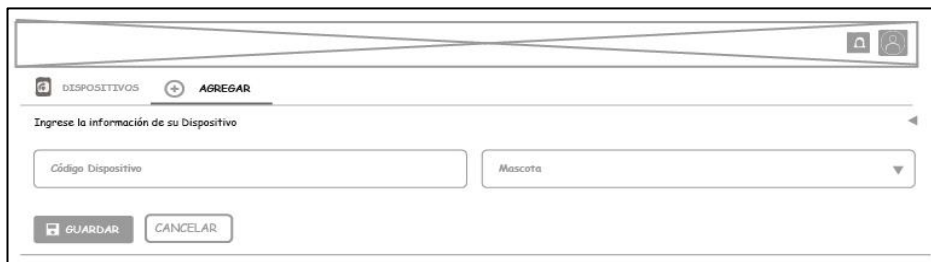 DISPOSITIVOS AGREGAR
Ingrese la información de su Dispositivo
Código Dispositivo Mascota
GUARDAR CANCELAR